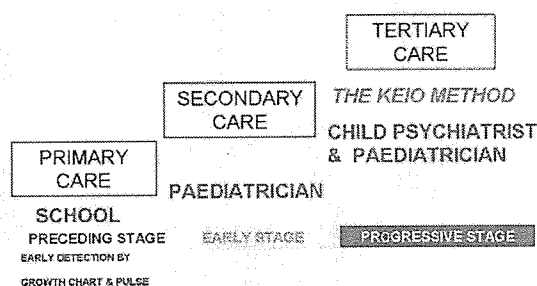 TERTIARY
CARE
THE KEIO METHOD
CHILD PSYCHIATRIST
& PAEDIATRICIAN
PROGRESSIVE STAGE
SECONDARY
CARE
PAEDIATRICIAN
EARLY STAGE
PRIMARY
CARE
SCHOOL
PRECEDING STAGE
EARLY DETECTION BY
GROWTH CHART & PULSE